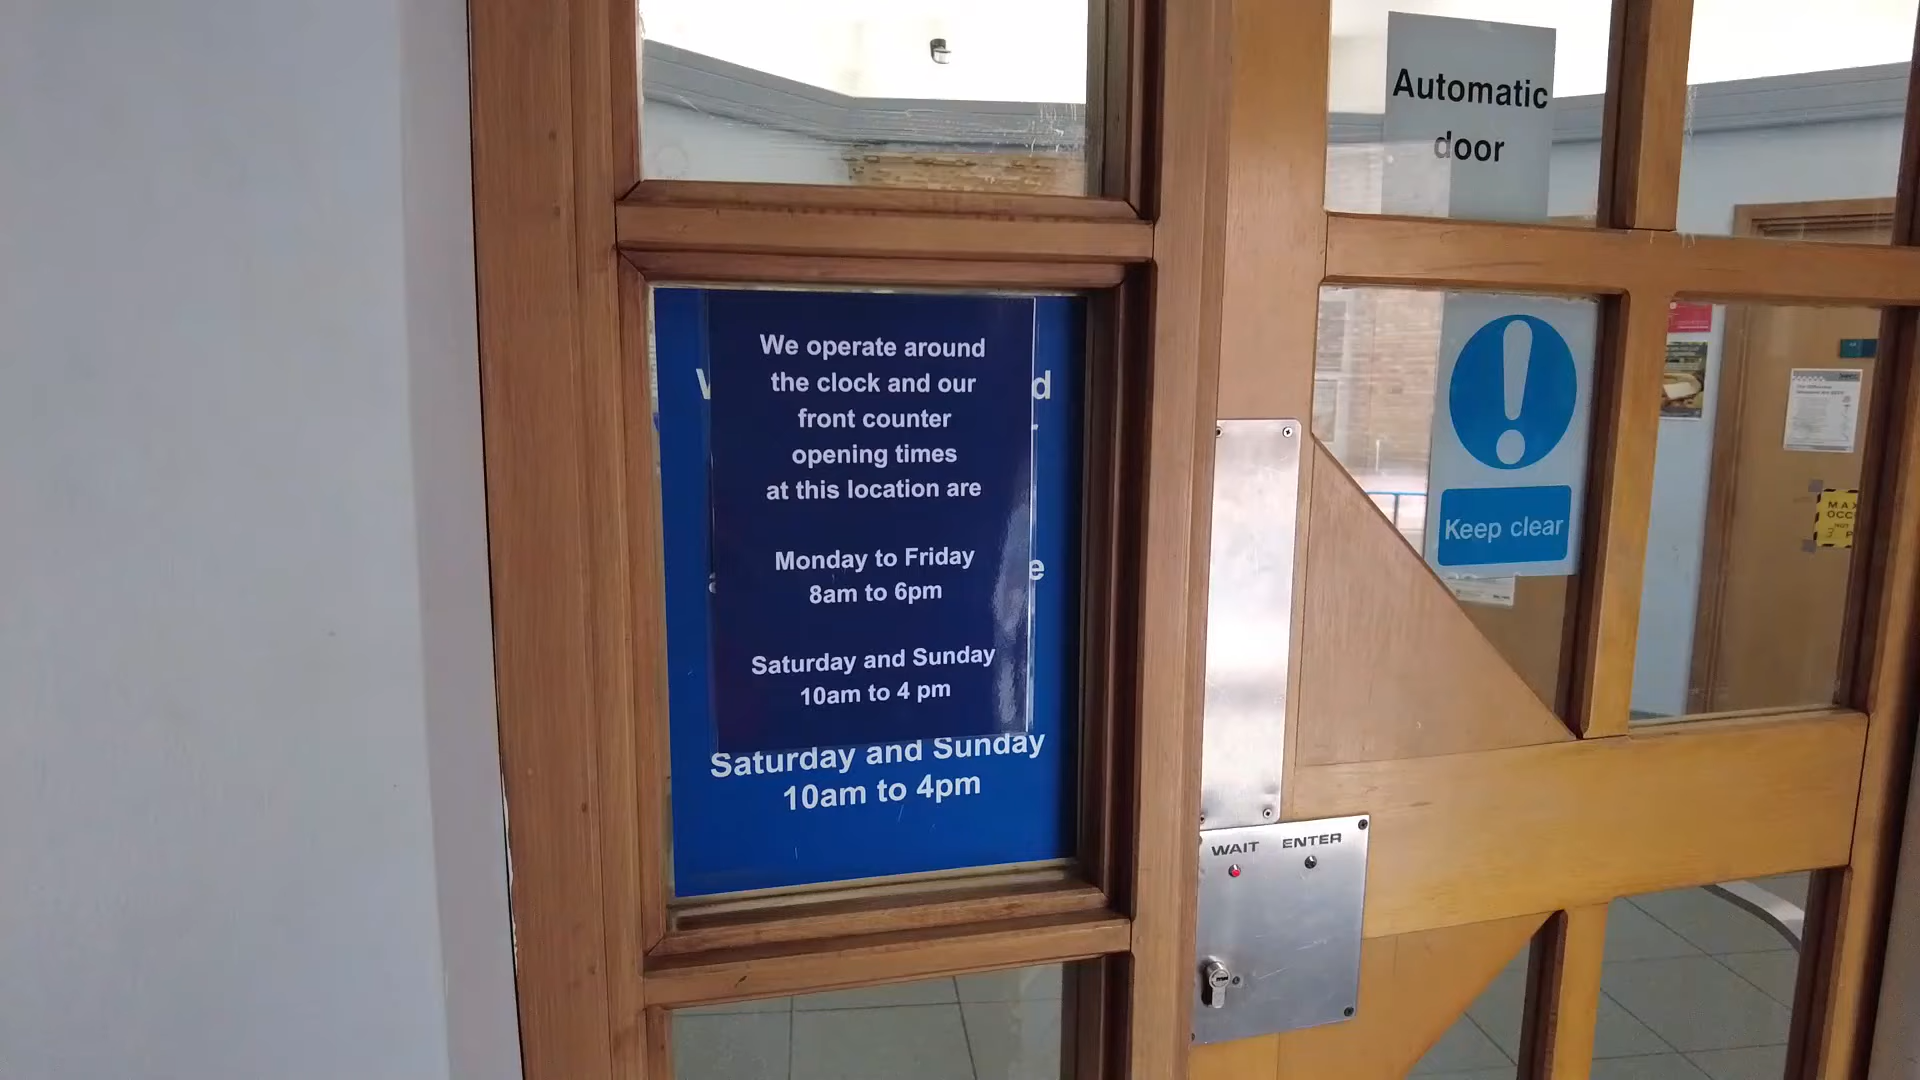 Automatic
door
We operate around
the clock and our
front counter
opening times
at this location are
Monday to Friday
8am to 6pm
Saturday and Sunday
10am to 4 pm
Saturday and Sunday
10am to 4pm
Keep clear
WAIT ENTER